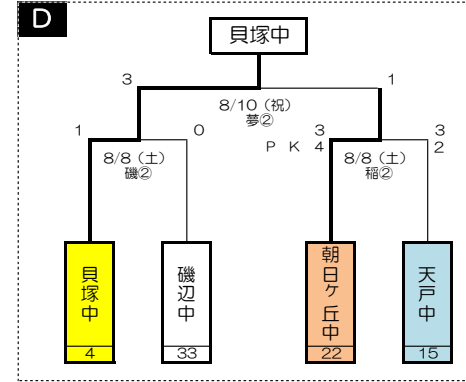 D
貝塚中
3
1
8/10（祝）
夢②
1
0
3
3
8/8（土）
磯②
ＰＫ 4
8/8（土）
2
稲②
貝塚中
磯辺中
朝日ヶ丘中
天戸中
4
33
22
15